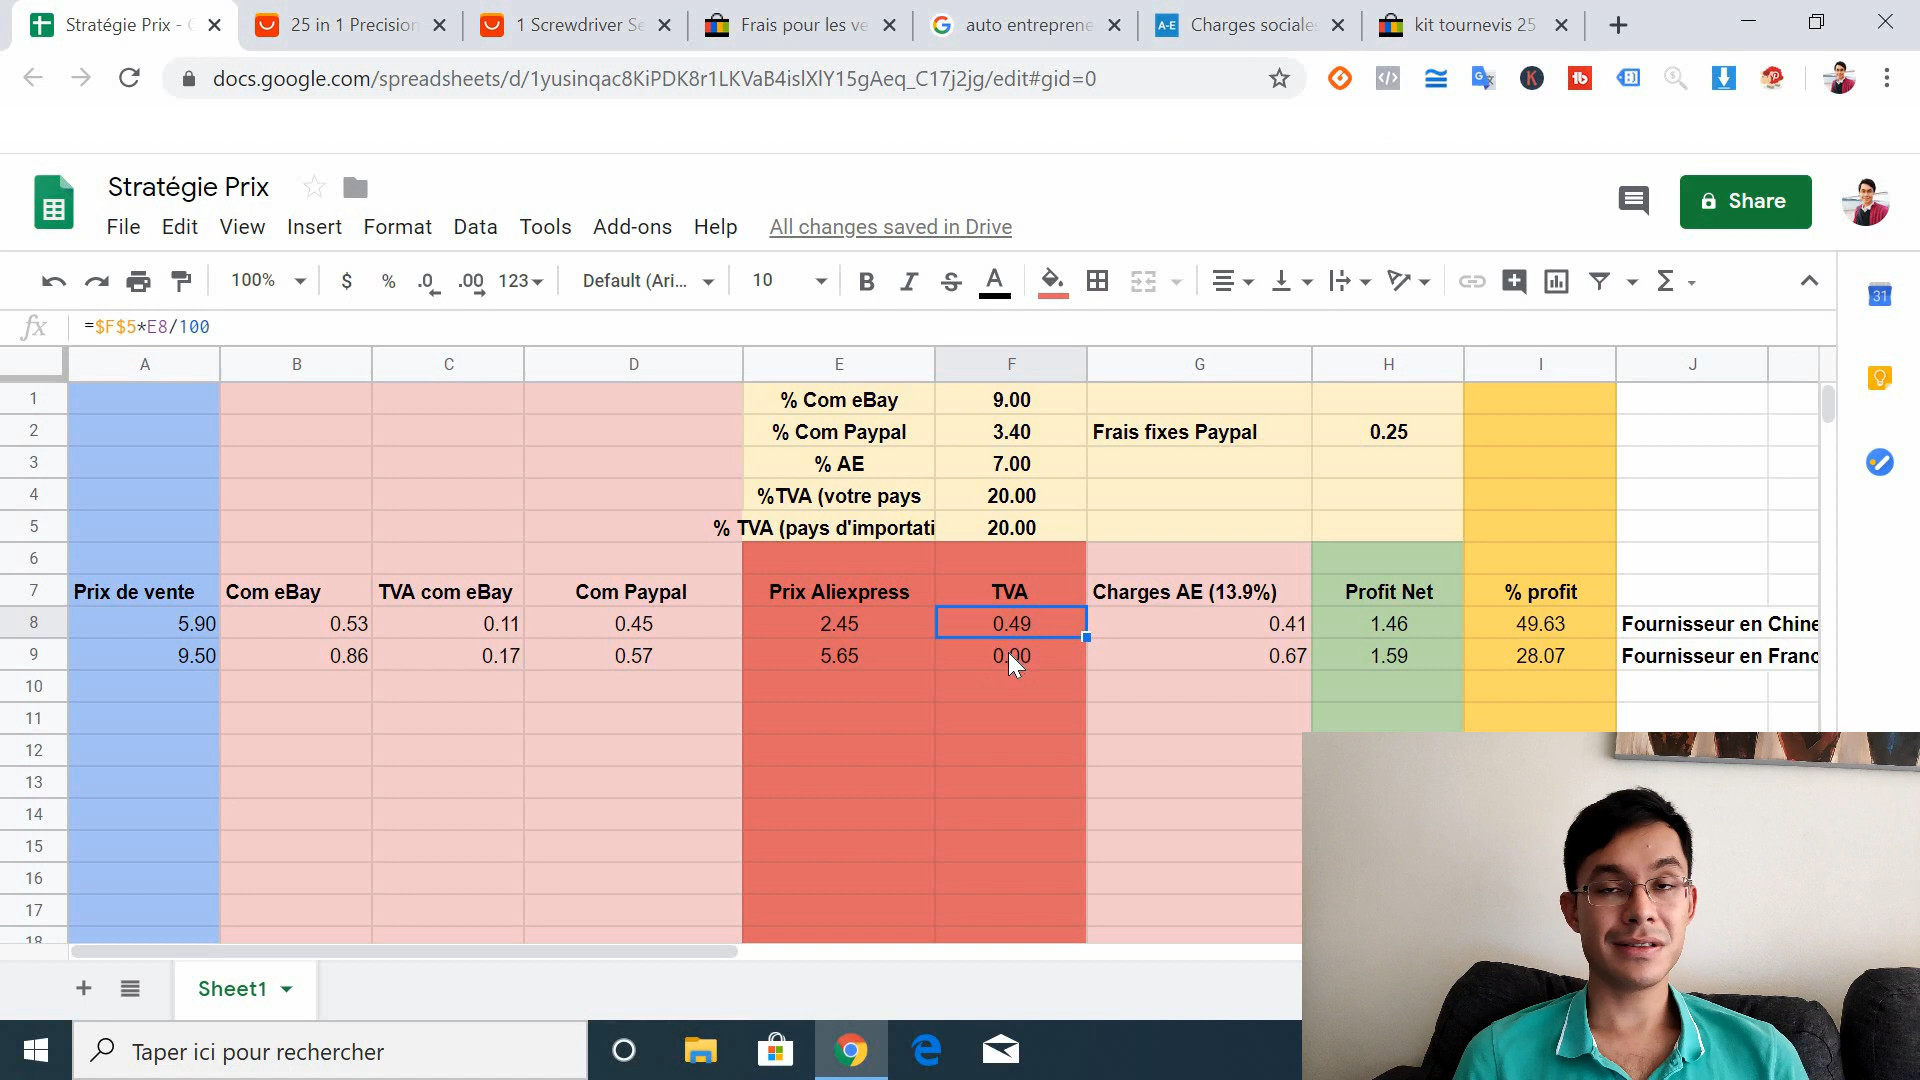 Stratégie Prix -
25 in 1 Precision
1 Screwdriver Se
Frais pour les ve
auto entreprene
A-E
Charges sociales
kit tournevis 25
docs.google.com/spreadsheets/d/1yusinqac8KiPDK8r1LKVaB4islXlY15gAeq_C17j2jg/edit#gid=0
Stratégie Prix
Share
File Edit View Insert Format Data Tools Add-ons Help All changes saved in Drive
100% $ % .0 .00 123 Default (Ari... 10 B I S A
31
fx =$F$5*E8/100
A B C D E F G H I J
1 % Com eBay 9.00
2 % Com Paypal 3.40 Frais fixes Paypal 0.25
3 % AE 7.00
4 %TVA (votre pays 20.00
5 % TVA (pays d'importati 20.00
6
7 Prix de vente Com eBay TVA com eBay Com Paypal Prix Aliexpress TVA Charges AE (13.9%) Profit Net % profit
8 5.90 0.53 0.11 0.45 2.45 0.49 0.41 1.46 49.63 Fournisseur en Chine
9 9.50 0.86 0.17 0.57 5.65 0.00 0.67 1.59 28.07 Fournisseur en Franc
10
11
12
13
14
15
16
17
18
Sheet1
Taper ici pour rechercher